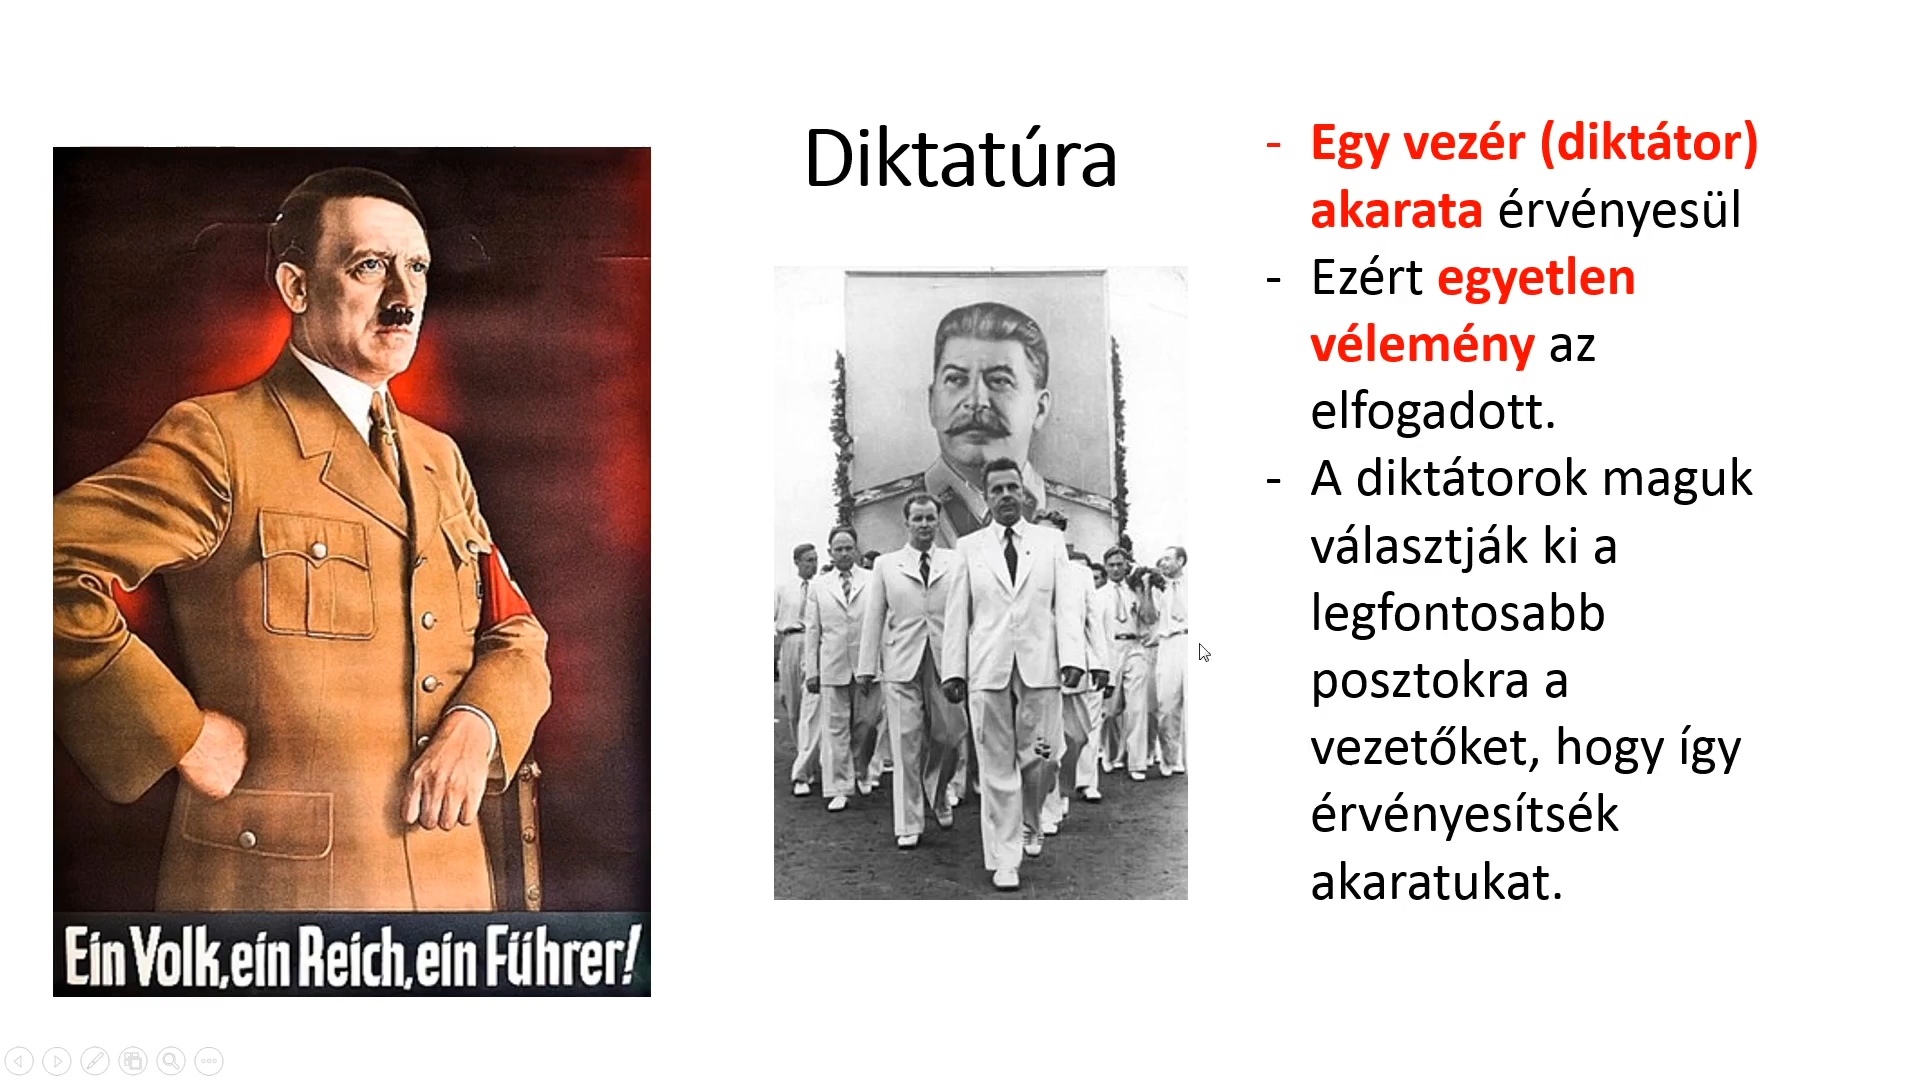 Diktatúra
- Egy vezér (diktátor)
akarata érvényesül
- Ezért egyetlen
vélemény az
elfogadott.
- A diktátorok maguk
választják ki a
legfontosabb
posztokra a
vezetőket, hogy így
érvényesítsék
akaratukat.
Ein Volk, ein Reich, ein Führer!